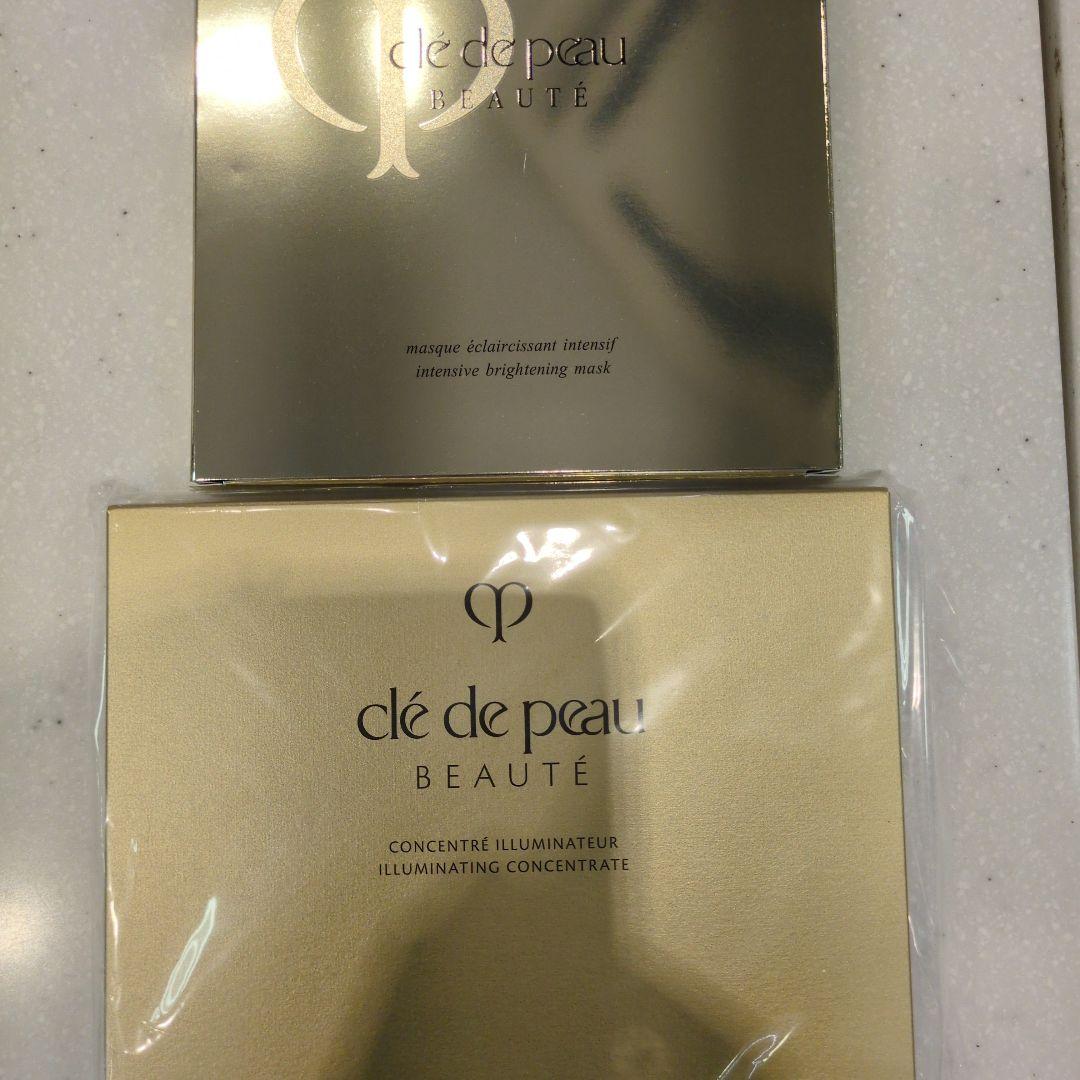 clé de peau
BEAUTÉ
masque éclaircissant intensif
intensive brightening mask
clé de peau
BEAUTÉ
CONCENTRÉ ILLUMINATEUR
ILLUMINATING CONCENTRATE